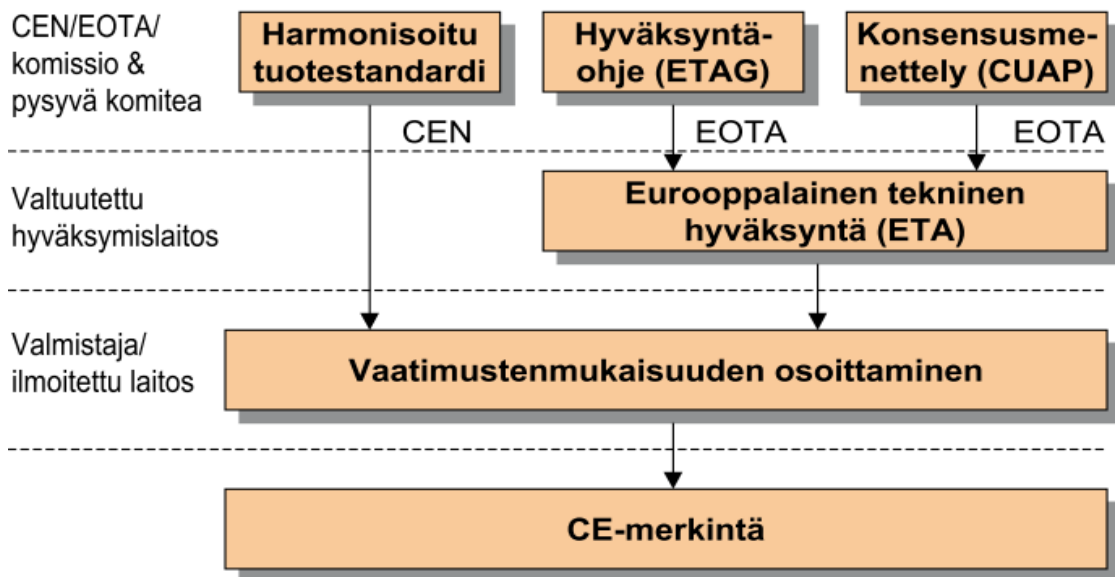 CEN/EOTA/
komissio &
pysyvä komitea
Harmonisoitu
tuotestandardi
Hyväksyntä-
ohje (ETAG)
Konsensusme-
nettely (CUAP)
CEN
EOTA
EOTA
Valtuutettu
hyväksymislaitos
Eurooppalainen tekninen
hyväksyntä (ETA)
Valmistaja/
ilmoitettu laitos
Vaatimustenmukaisuuden osoittaminen
CE-merkintä